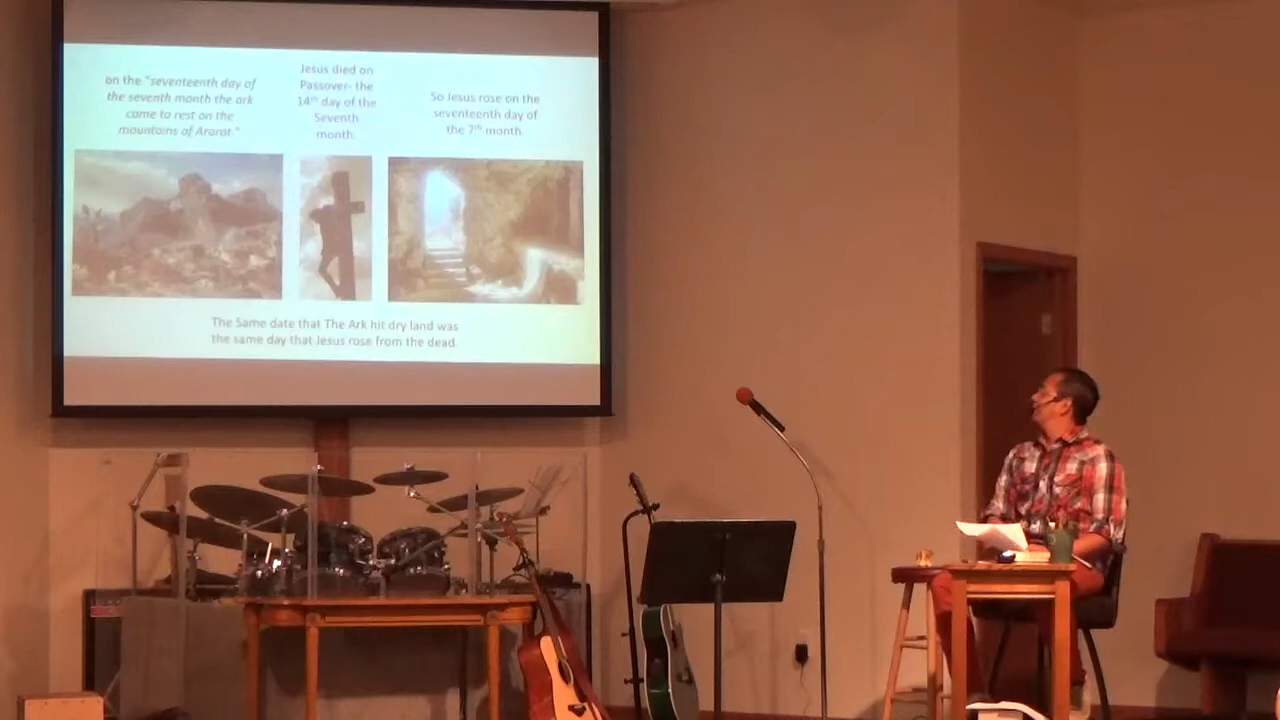 on the "seventeenth day of
the seventh month the ark
came to rest on the
mountains of Ararat."
Jesus died on
Passover- the
14th day of the
Seventh
month.
So Jesus rose on the
seventeenth day of
the 7th month
The Same date that The Ark hit dry land was
the same day that Jesus rose from the dead.